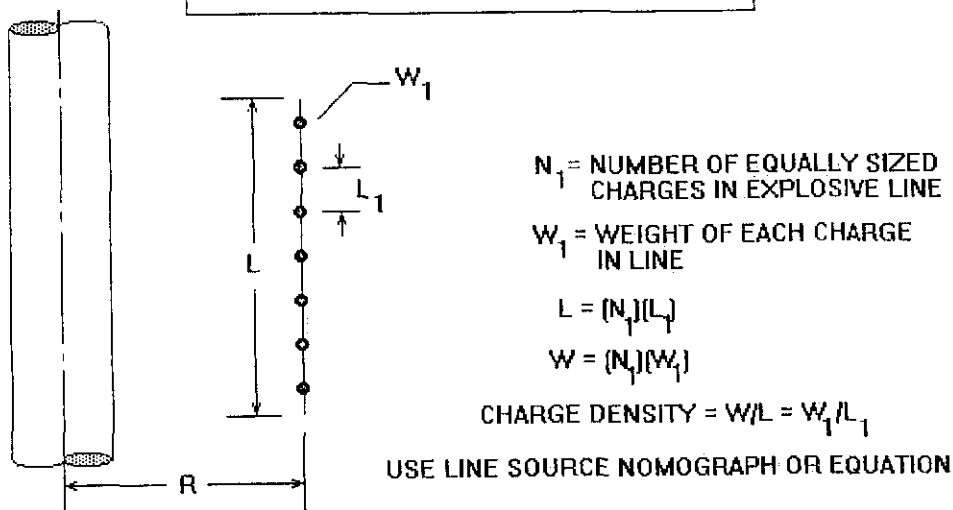 W₁
L₁
L
R
N₁ = NUMBER OF EQUALLY SIZED
CHARGES IN EXPLOSIVE LINE
W₁ = WEIGHT OF EACH CHARGE
IN LINE
L = (N₁)(L₁)
W = (N₁)(W₁)
CHARGE DENSITY = W/L = W₁/L₁
USE LINE SOURCE NOMOGRAPH OR EQUATION